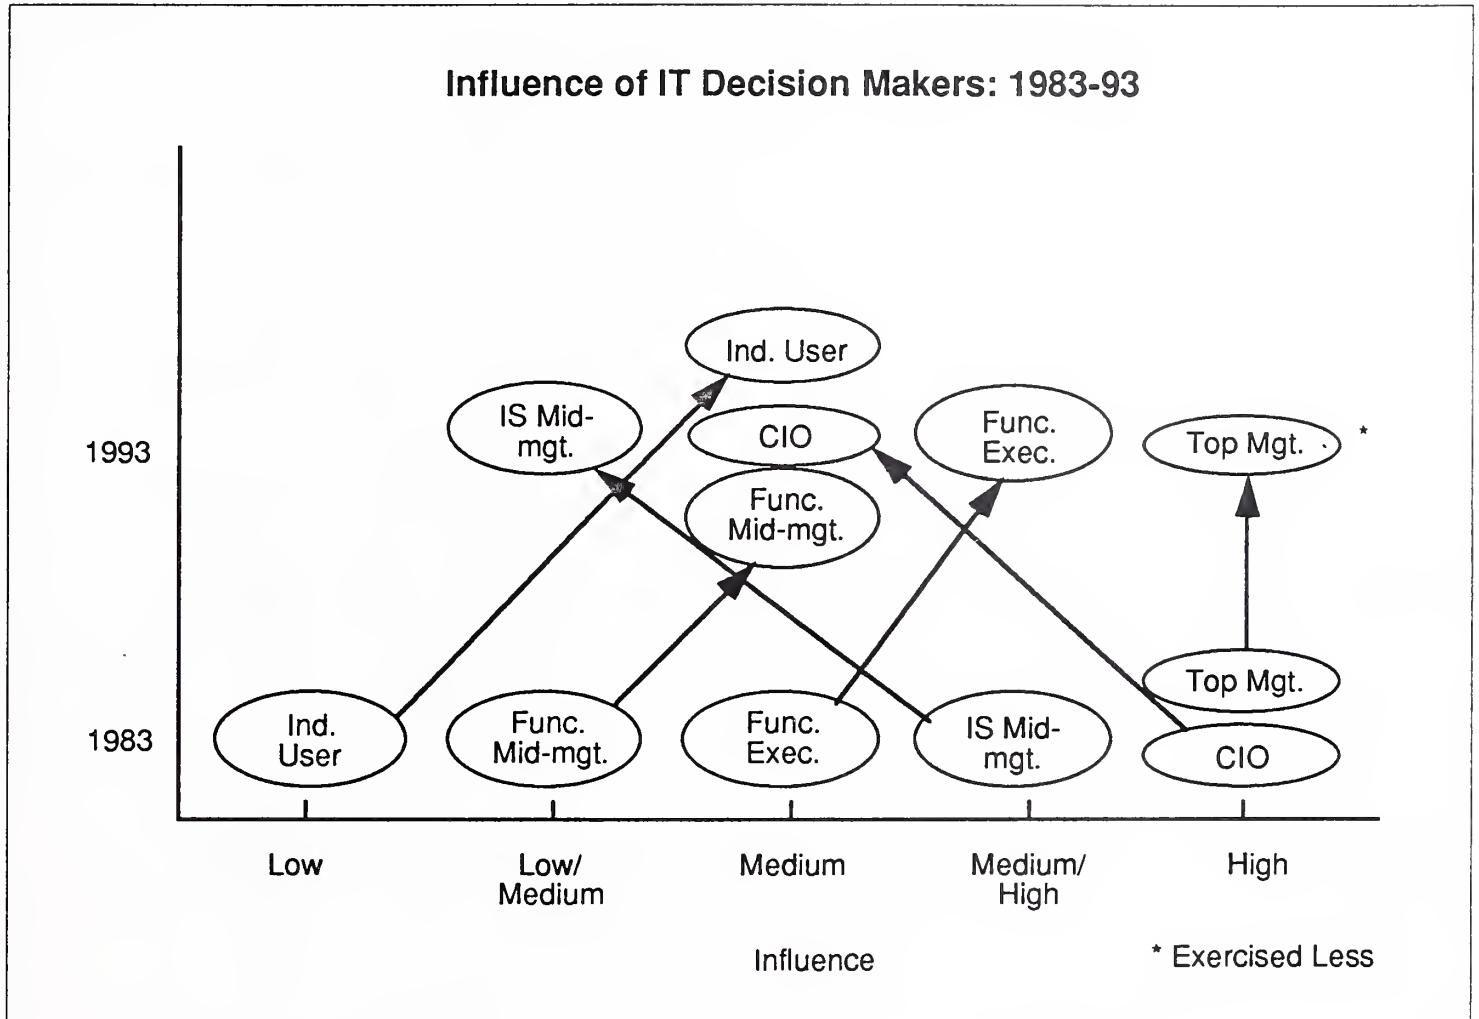 Influence of IT Decision Makers: 1983-93
Ind. User
IS Mid-
mgt.
CIO
Func.
Exec.
Top Mgt.
*
1993
Func.
Mid-mgt.
Top Mgt.
1983
Ind.
User
Func.
Mid-mgt.
Func.
Exec.
IS Mid-
mgt.
CIO
Low
Low/
Medium
Medium
Medium/
High
High
Influence
* Exercised Less